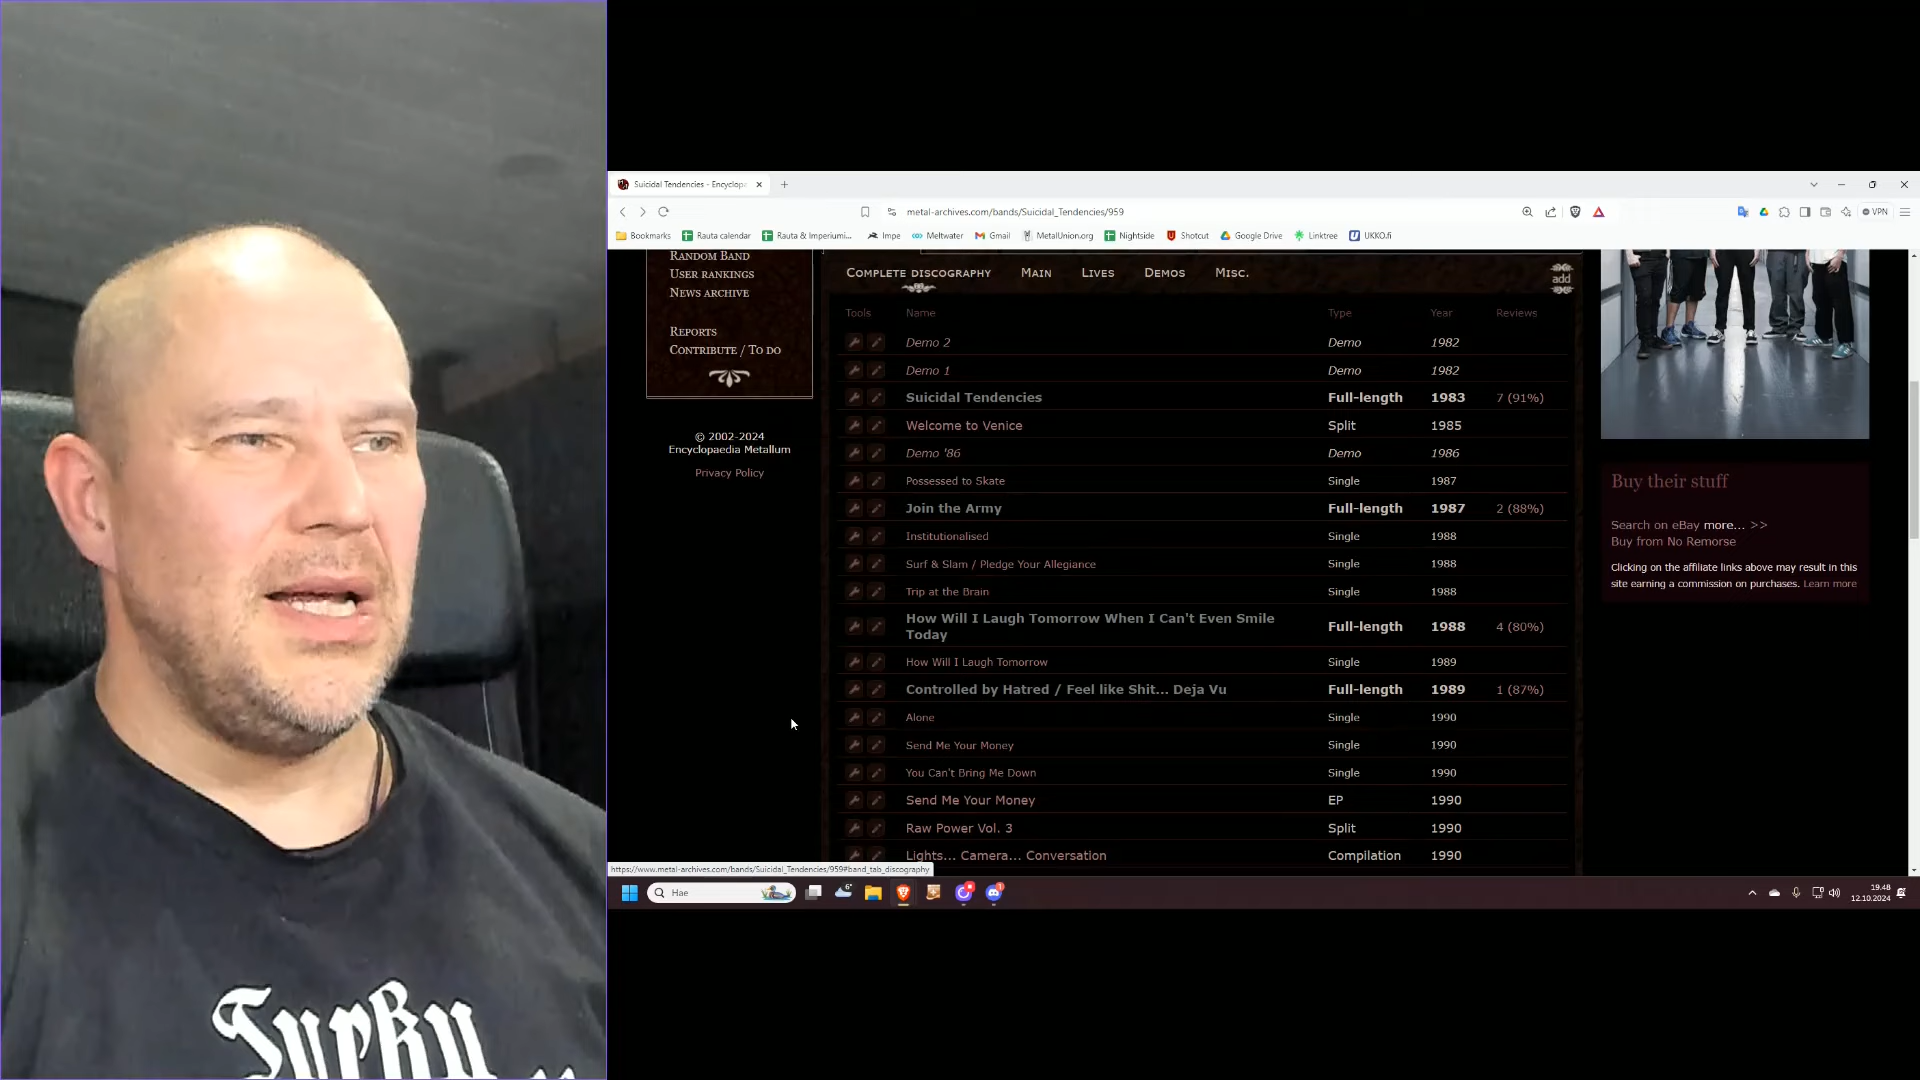 Suicidal Tendencies - Encyclop
metal-archives.com/bands/Suicidal_Tendencies/959
VPN
Bookmarks
Rauta calendar
Rauta & Imperiumi...
Impe
Meltwater
Gmail
MetalUnion.org
Nightside
Shotcut
Google Drive
Linktree
UKKO.fi
Random Band
User rankings
News archive
Reports
Contribute / To do
© 2002-2024
Encyclopaedia Metallum
Privacy Policy
Complete discography Main Lives Demos Misc.
add
Tools Name Type Year Reviews
Demo 2 Demo 1982
Demo 1 Demo 1982
Suicidal Tendencies Full-length 1983 7 (91%)
Welcome to Venice Split 1985
Demo '86 Demo 1986
Possessed to Skate Single 1987
Join the Army Full-length 1987 2 (88%)
Institutionalised Single 1988
Surf & Slam / Pledge Your Allegiance Single 1988
Trip at the Brain Single 1988
How Will I Laugh Tomorrow When I Can't Even Smile
Today Full-length 1988 4 (80%)
How Will I Laugh Tomorrow Single 1989
Controlled by Hatred / Feel like Shit... Deja Vu Full-length 1989 1 (87%)
Alone Single 1990
Send Me Your Money Single 1990
You Can't Bring Me Down Single 1990
Send Me Your Money EP 1990
Raw Power Vol. 3 Split 1990
Lights... Camera... Conversation Compilation 1990
Buy their stuff
Search on eBay more... >>
Buy from No Remorse
Clicking on the affiliate links above may result in this
site earning a commission on purchases. Learn more
https://www.metal-archives.com/bands/Suicidal_Tendencies/959#band_tab_discography
Hae
6°
19.48
12.10.2024
Turku